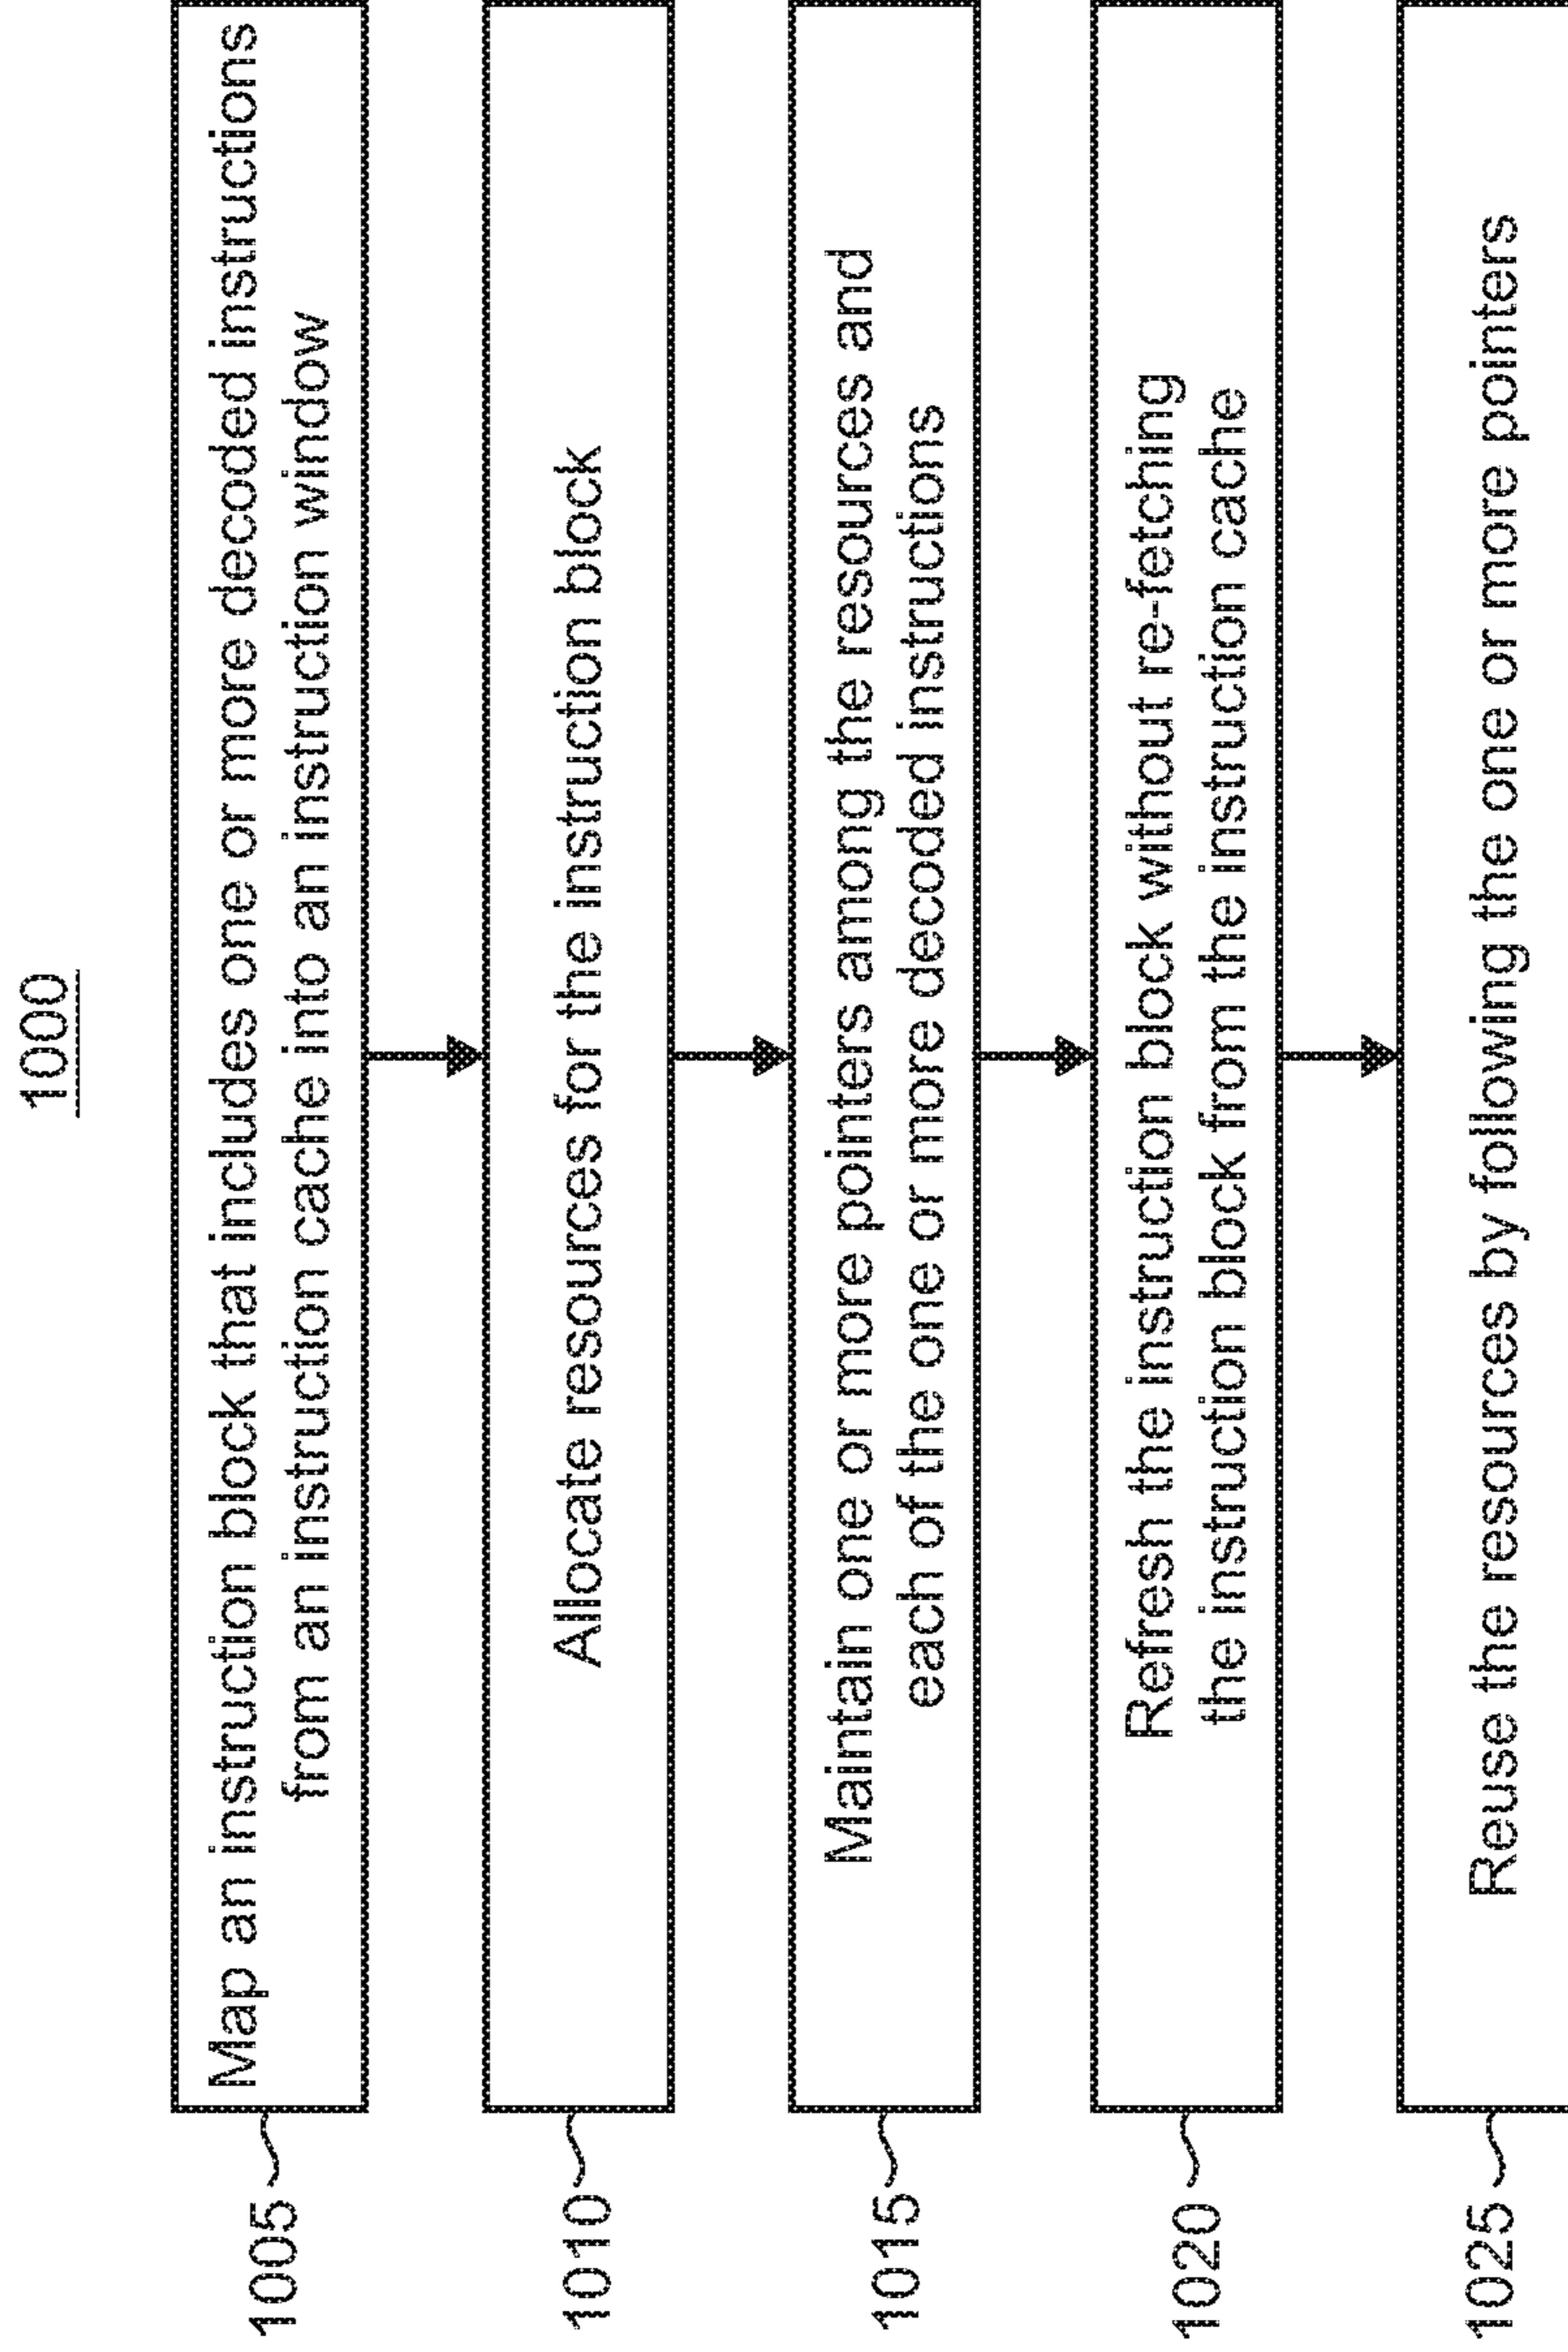 1000
1005
Map an instruction block that includes one or more decoded instructions
from an instruction cache into an instruction window
1010
Allocate resources for the instruction block
1015
Maintain one or more pointers among the resources and
each of the one or more decoded instructions
1020
Refresh the instruction block without re-fetching
the instruction block from the instruction cache
1025
Reuse the resources by following the one or more pointers